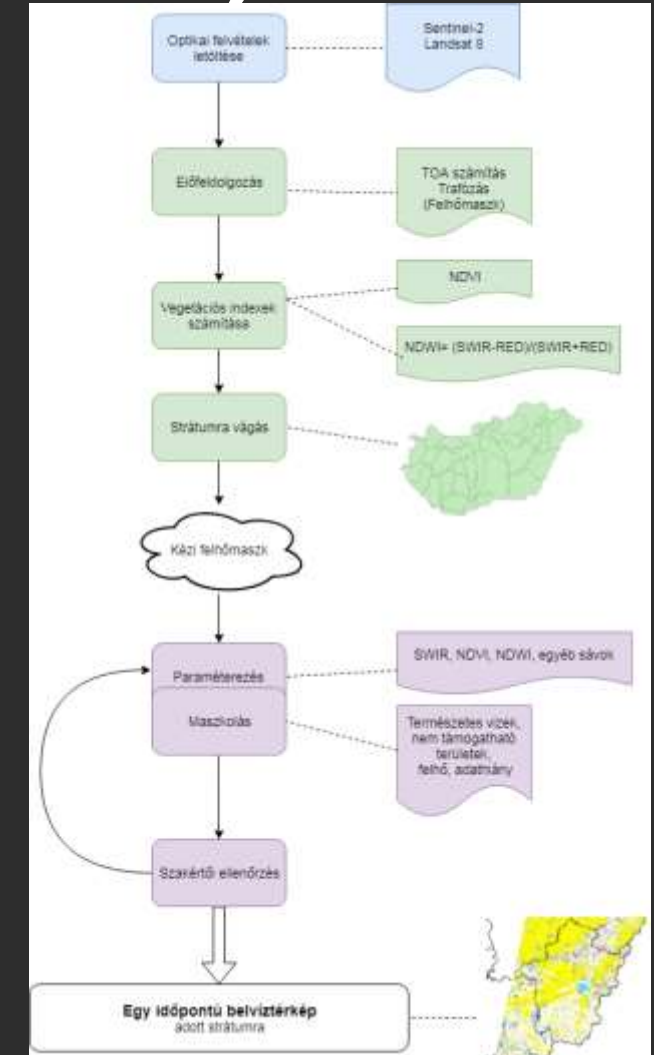 Optikai felvételek
letöltése
Sentinel-2
Landsat 8
Előfeldolgozás
TOA számítás
Trafózás
(Felhőmaszk)
Vegetációs indexek
számítása
NDVI
NDWI= (SWIR-RED)/(SWIR+RED)
Strátumra vágás
Kézi felhőmaszk
Paraméterezés
SWIR, NDVI, NDWI, egyéb sávok
Maszkolás
Természetes vizek,
nem támogatható
területek,
felhő, adathiány
Szakértői ellenőrzés
Egy időpontú belvíztérkép
adott strátumra